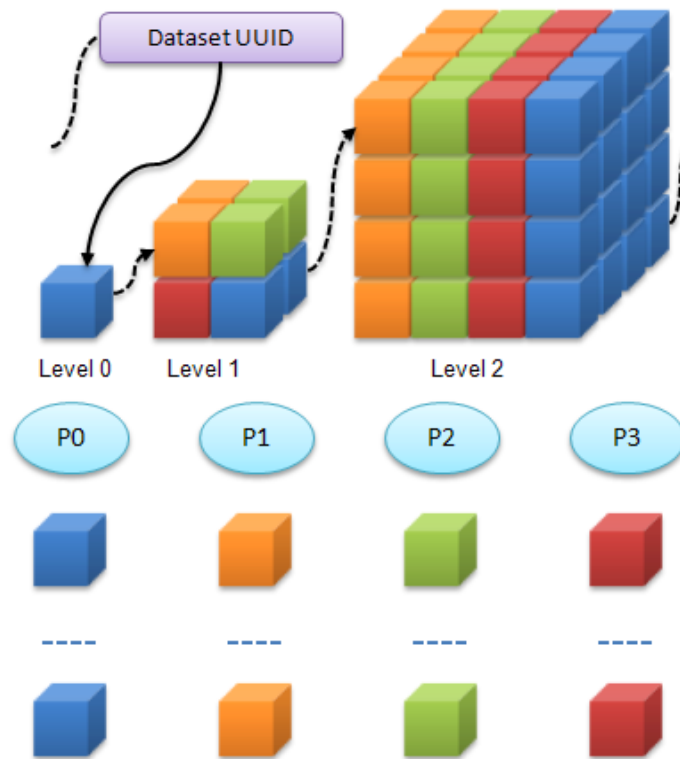 Dataset UUID
Level 0
Level 1
Level 2
P0
P1
P2
P3